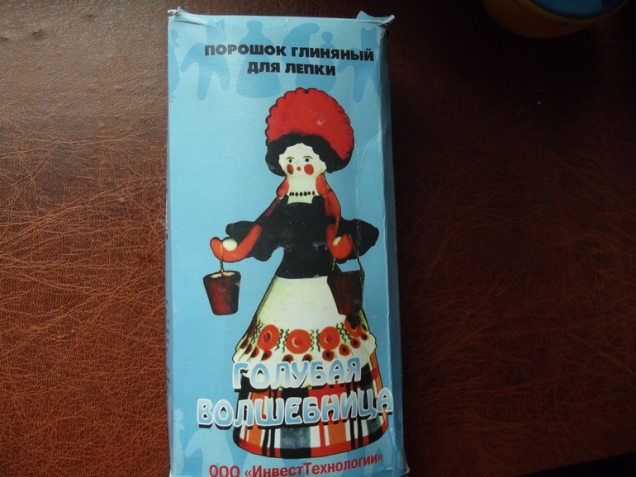 ПОРОШОК ГЛИНЯНЫЙ
ДЛЯ ЛЕПКИ
ГОЛУБАЯ
ВОЛШЕБНИЦА
ООО «ИнвестТехнологии»